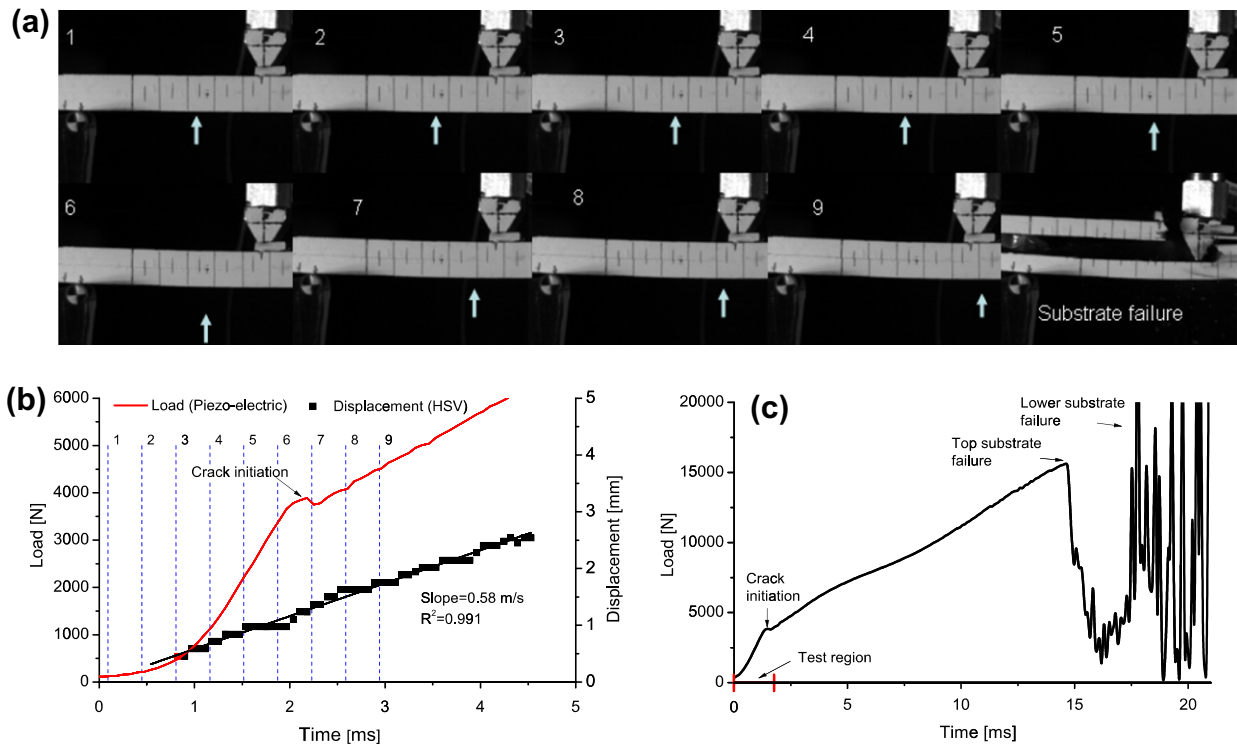 (a)
1 2 3 4 5
6 7 8 9
Substrate failure
(b)
Load (Piezo-electric) Displacement (HSV)
1 2 3 4 5 6 7 8 9
Crack initiation
Slope=0.58 m/s
R²=0.991
6000
5000
4000
3000
2000
1000
0
Load [N]
5
4
3
2
1
0
Displacement [mm]
0 1 2 3 4 5
Time [ms]
(c)
Lower substrate
failure
Top substrate
failure
Crack
initiation
Test region
20000
15000
10000
5000
0
Load [N]
0 5 10 15 20
Time [ms]